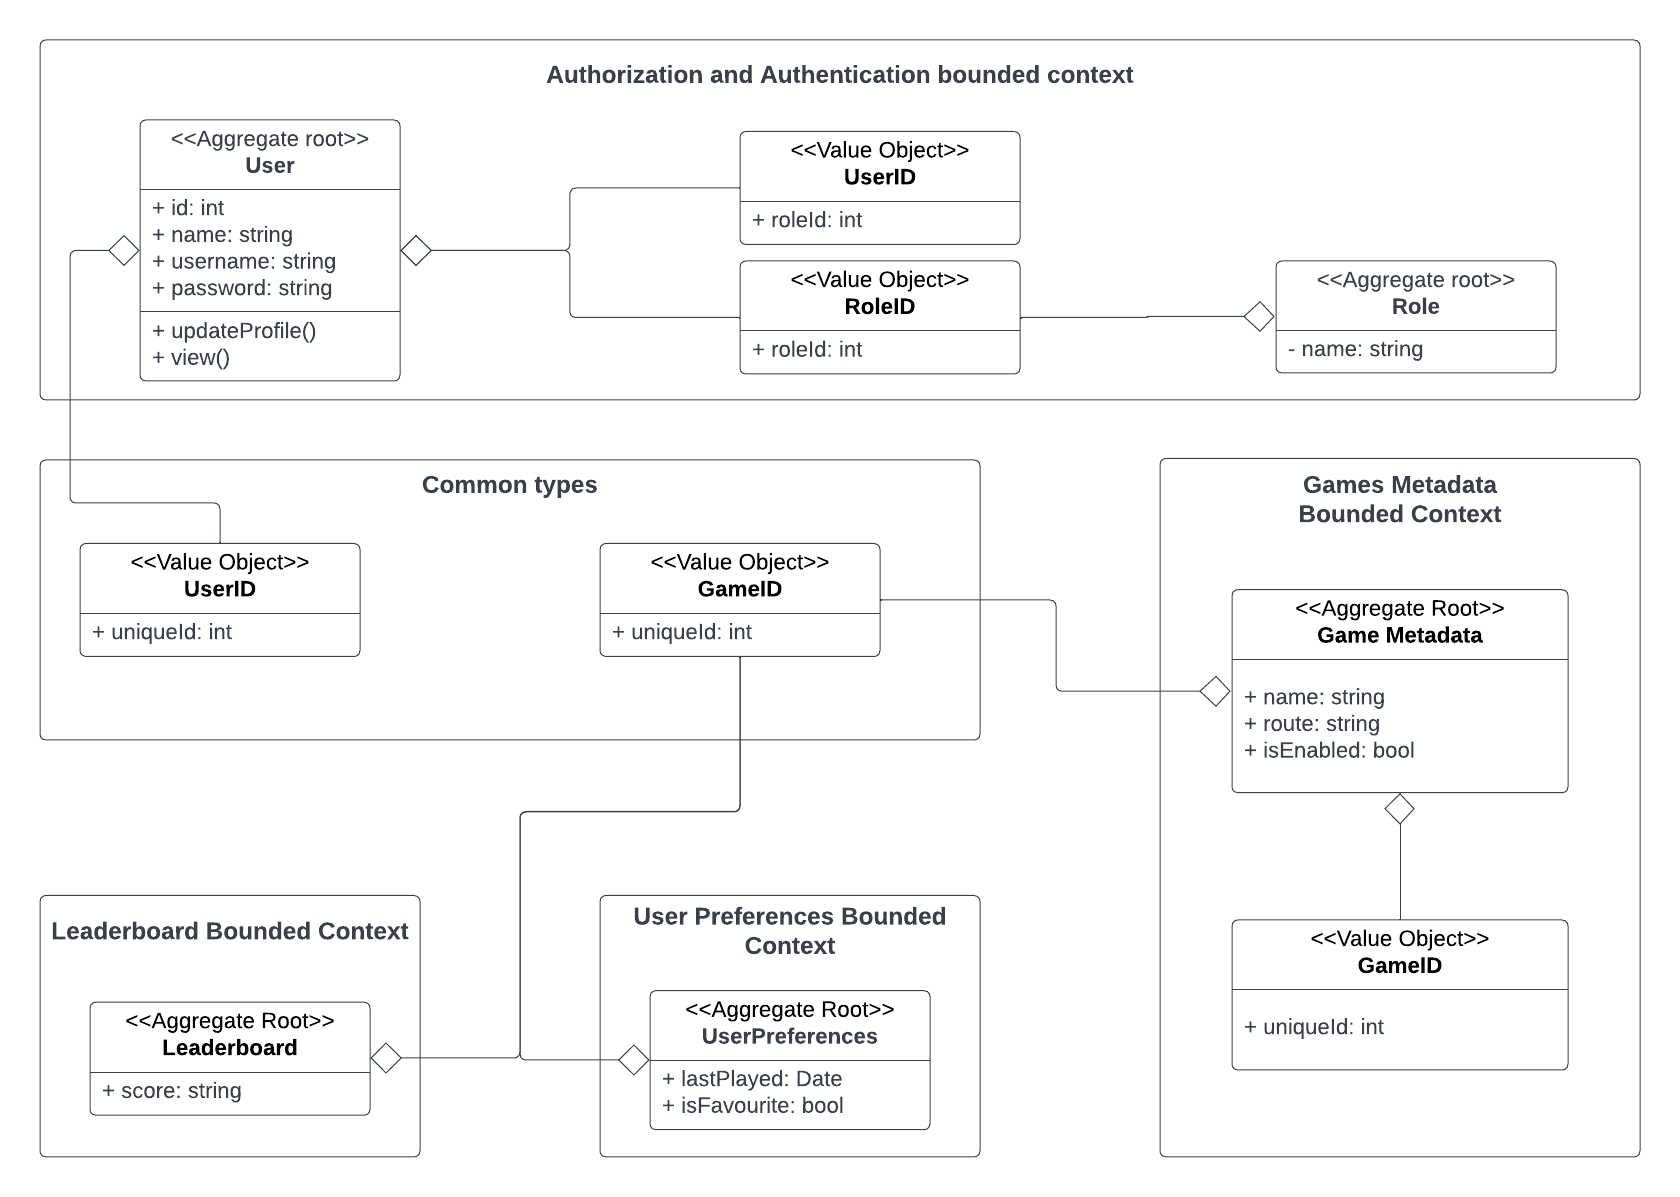 Authorization and Authentication bounded context
<<Aggregate root>>
User
+ id: int
+ name: string
+ username: string
+ password: string
+ updateProfile()
+ view()
<<Value Object>>
UserID
+ roleId: int
<<Value Object>>
RoleID
+ roleId: int
<<Aggregate root>>
Role
- name: string
Common types
<<Value Object>>
UserID
+ uniqueId: int
<<Value Object>>
GameID
+ uniqueId: int
Games Metadata
Bounded Context
<<Aggregate Root>>
Game Metadata
+ name: string
+ route: string
+ isEnabled: bool
<<Value Object>>
GameID
+ uniqueId: int
Leaderboard Bounded Context
<<Aggregate Root>>
Leaderboard
+ score: string
User Preferences Bounded
Context
<<Aggregate Root>>
UserPreferences
+ lastPlayed: Date
+ isFavourite: bool